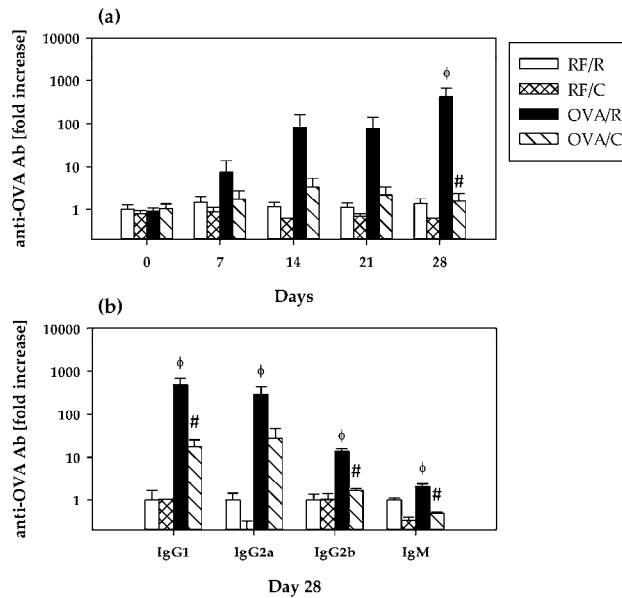 (a)
anti-OVA Ab [fold increase]
10000
1000
100
10
1
ϕ
#
0 7 14 21 28
Days
RF/R
RF/C
OVA/R
OVA/C
(b)
anti-OVA Ab [fold increase]
10000
1000
100
10
1
ϕ # ϕ ϕ # ϕ #
IgG1 IgG2a IgG2b IgM
Day 28